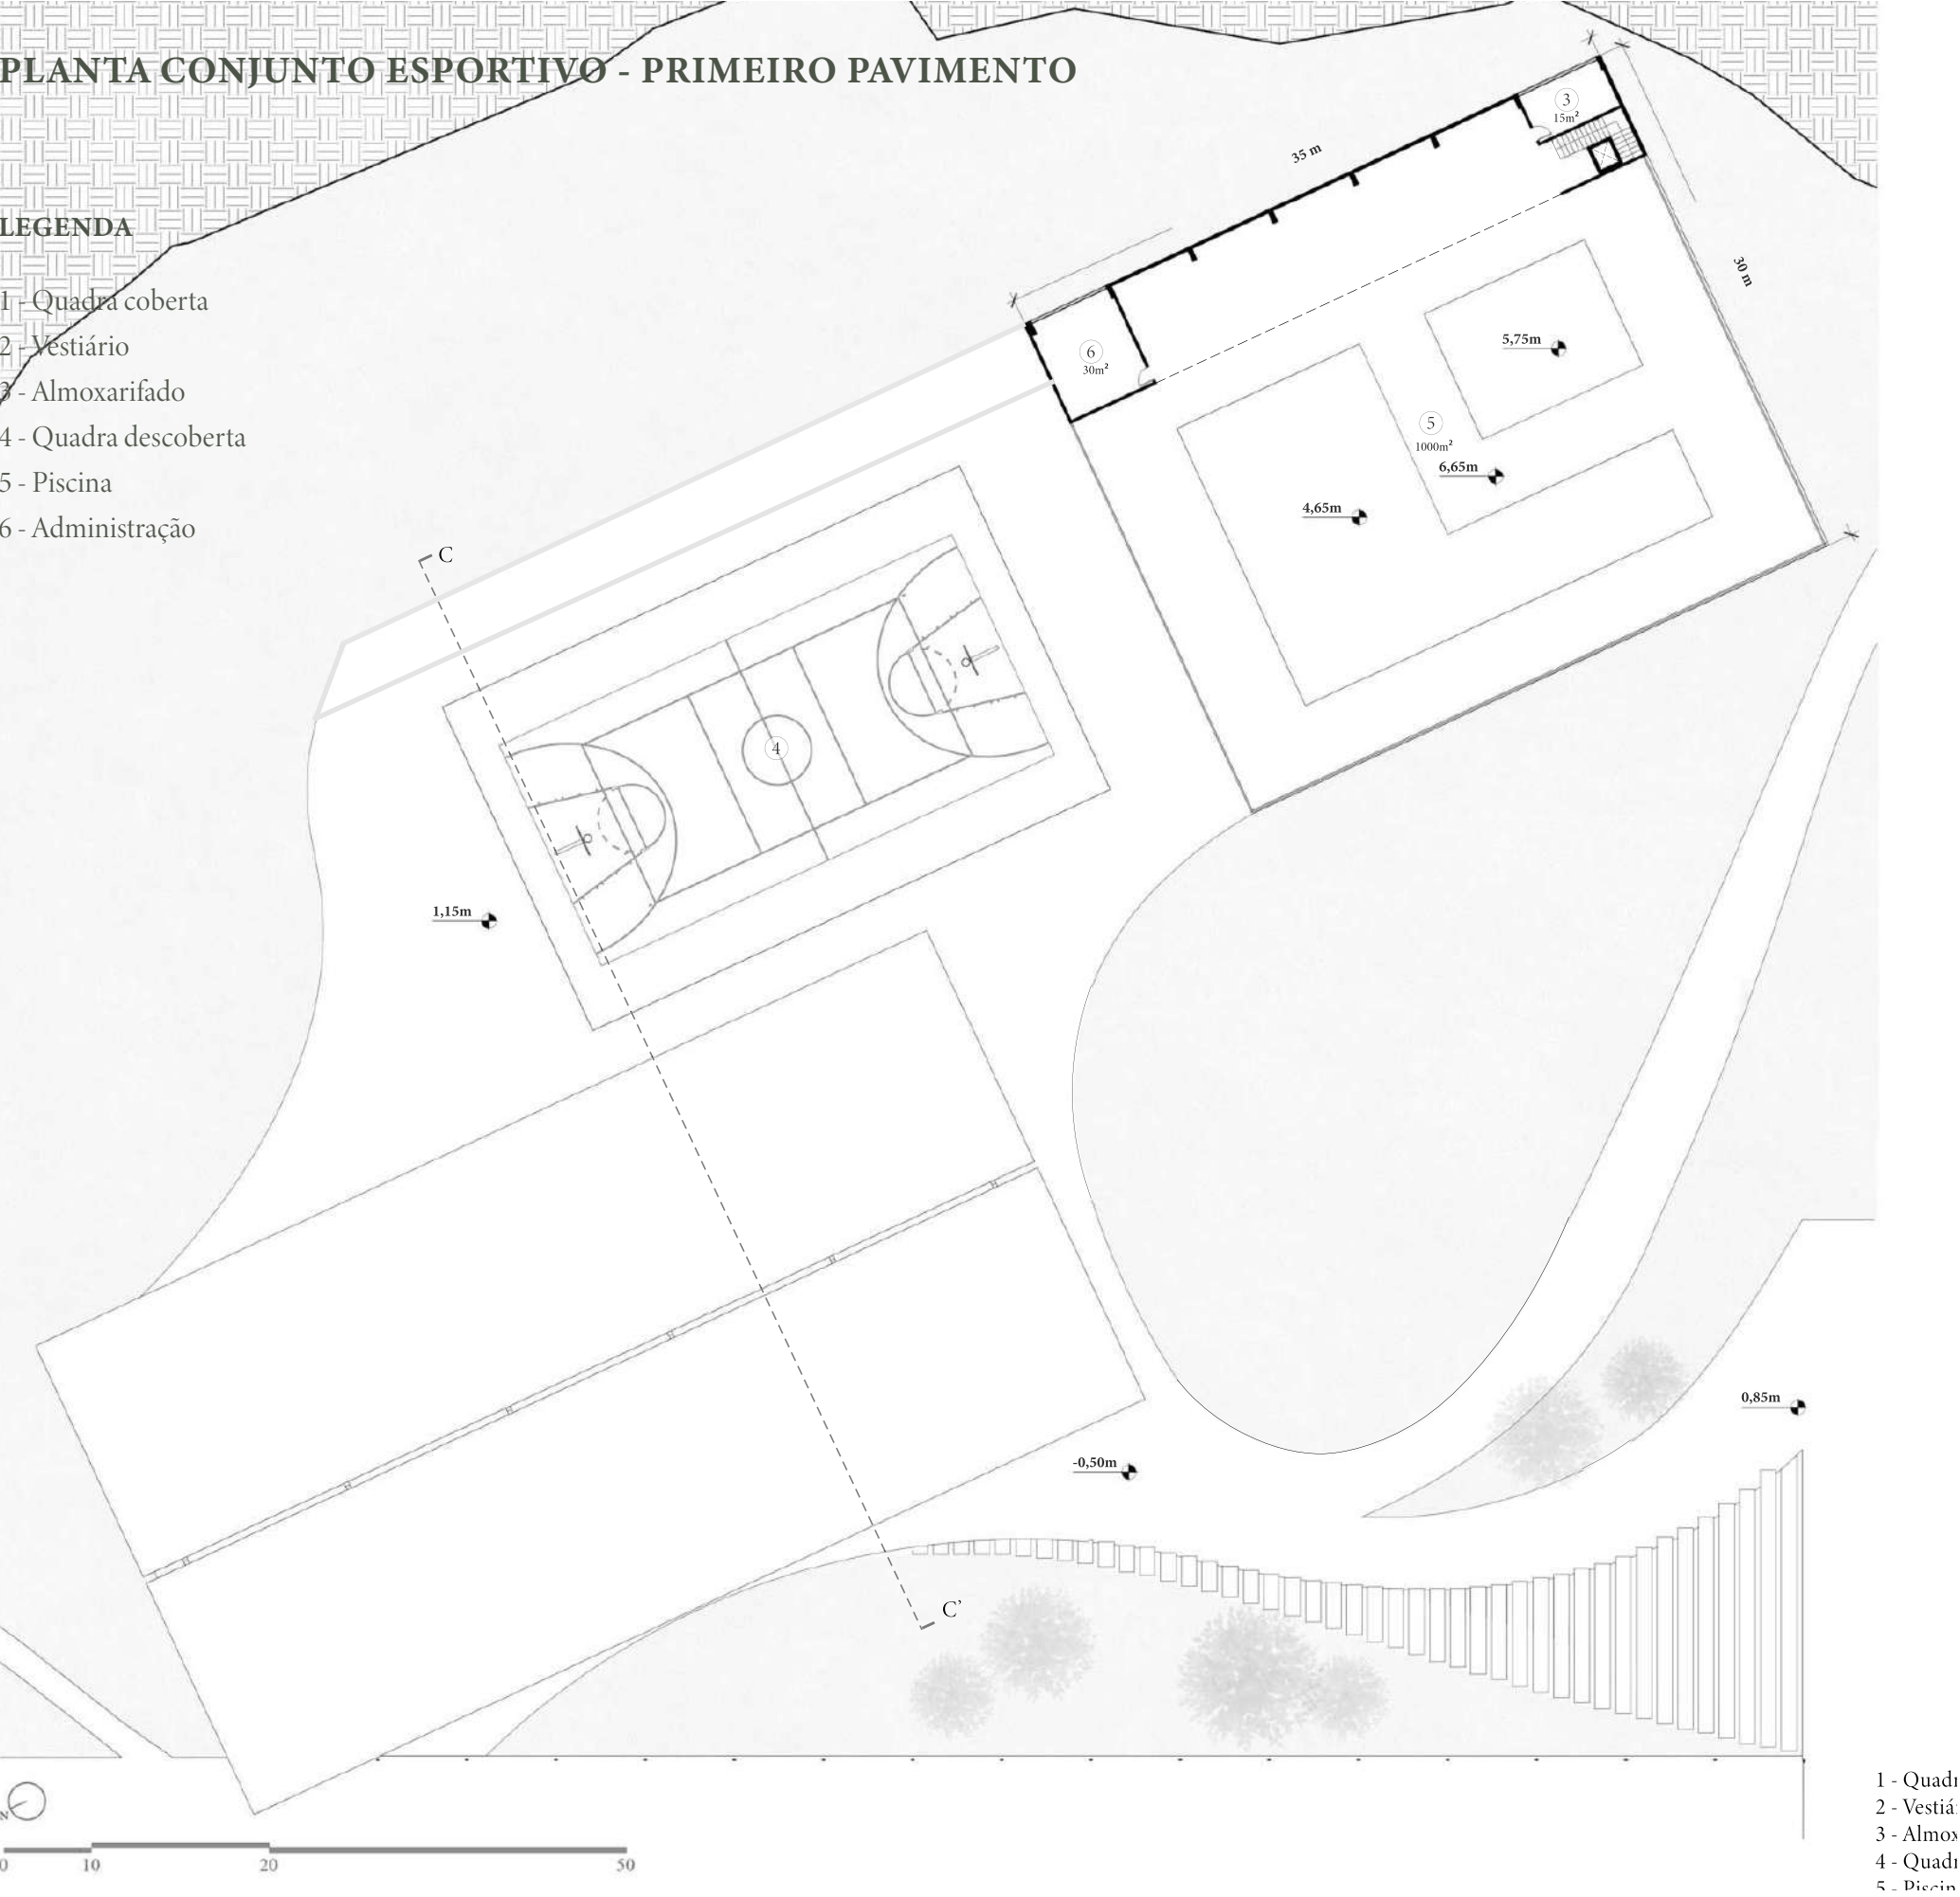 PLANTA CONJUNTO ESPORTIVO - PRIMEIRO PAVIMENTO
LEGENDA
1 - Quadra coberta
2 - Vestiário
3 - Almoxarifado
4 - Quadra descoberta
5 - Piscina
6 - Administração
3
15m²
35 m
30 m
6
30m²
5,75m
5
1000m²
6,65m
4,65m
C
4
1,15m
0,85m
-0,50m
C'
N
0 10 20 50
1 - Quadr
2 - Vestiá
3 - Almox
4 - Quadr
5 - Piscin